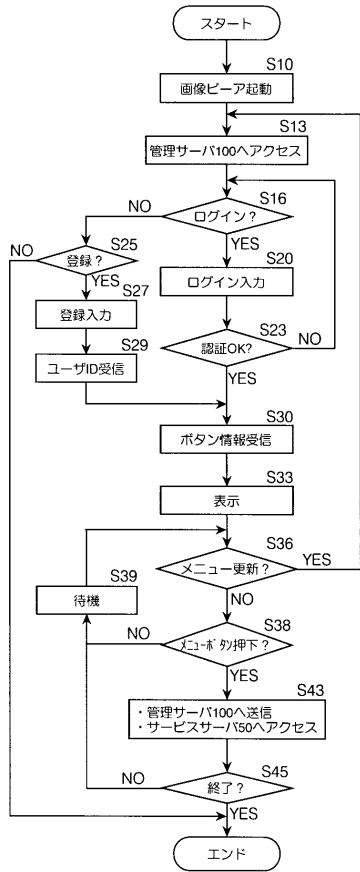 スタート
S10
画像ビーア起動
S13
管理サーバ100へアクセス
S16
ログイン?
NO
YES
S25
登録?
NO
YES
S20
ログイン入力
S27
登録入力
S23
認証OK?
NO
YES
S29
ユーザID受信
S30
ボタン情報受信
S33
表示
S36
メニュー更新?
YES
NO
S39
待機
S38
メニューボタン押下?
NO
YES
S43
・管理サーバ100へ送信
・サービスサーバ50へアクセス
S45
終了?
NO
YES
エンド